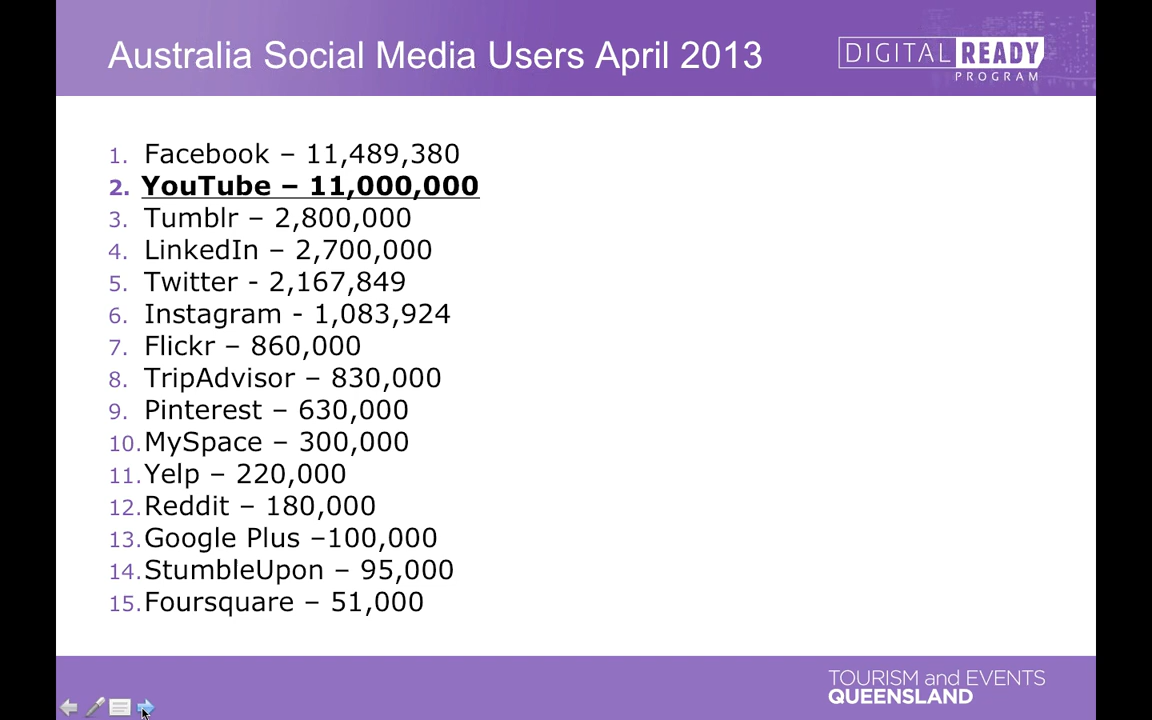 Australia Social Media Users April 2013
DIGITAL READY
PROGRAM
1. Facebook – 11,489,380
2. YouTube – 11,000,000
3. Tumblr – 2,800,000
4. LinkedIn – 2,700,000
5. Twitter - 2,167,849
6. Instagram - 1,083,924
7. Flickr – 860,000
8. TripAdvisor – 830,000
9. Pinterest – 630,000
10. MySpace – 300,000
11. Yelp – 220,000
12. Reddit – 180,000
13. Google Plus –100,000
14. StumbleUpon – 95,000
15. Foursquare – 51,000
TOURISM and EVENTS
QUEENSLAND